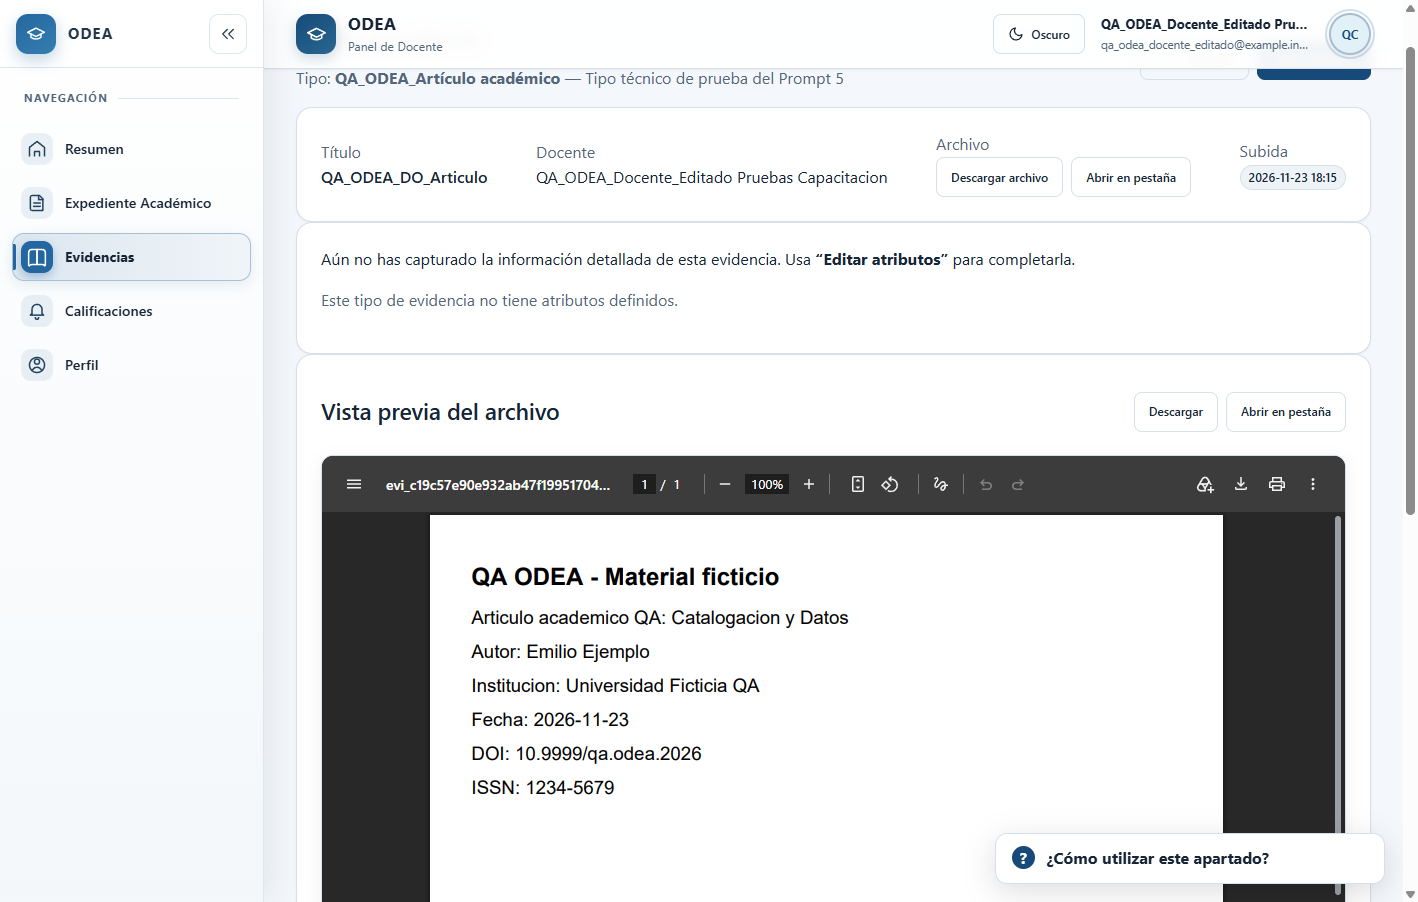 ODEA
NAVEGACIÓN
Resumen
Expediente Académico
Evidencias
Calificaciones
Perfil
ODEA
Panel de Docente
Oscuro
QA_ODEA_Docente_Editado Pru...
qa_odea_docente_editado@example.in...
QC
Tipo: QA_ODEA_Artículo académico — Tipo técnico de prueba del Prompt 5
Título
QA_ODEA_DO_Articulo
Docente
QA_ODEA_Docente_Editado Pruebas Capacitacion
Archivo
Descargar archivo
Abrir en pestaña
Subida
2026-11-23 18:15
Aún no has capturado la información detallada de esta evidencia. Usa “Editar atributos” para completarla.
Este tipo de evidencia no tiene atributos definidos.
Vista previa del archivo
Descargar
Abrir en pestaña
evi_c19c57e90e932ab47f19951704...
1 / 1
100%
QA ODEA - Material ficticio
Articulo academico QA: Catalogacion y Datos
Autor: Emilio Ejemplo
Institucion: Universidad Ficticia QA
Fecha: 2026-11-23
DOI: 10.9999/qa.odea.2026
ISSN: 1234-5679
? ¿Cómo utilizar este apartado?